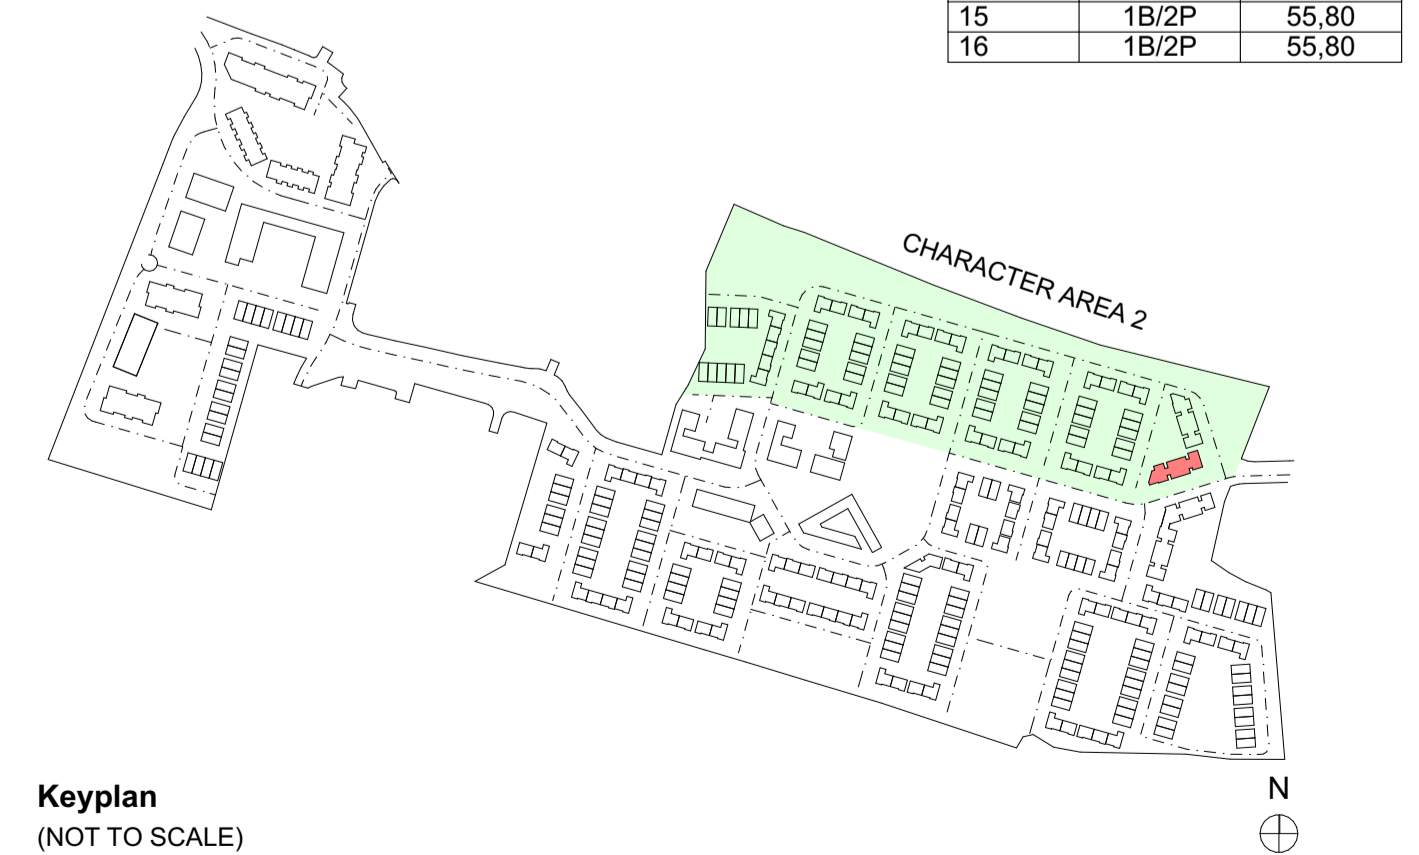 15 1B/2P 55,80
16 1B/2P 55,80
CHARACTER AREA 2
Keyplan
(NOT TO SCALE)
N